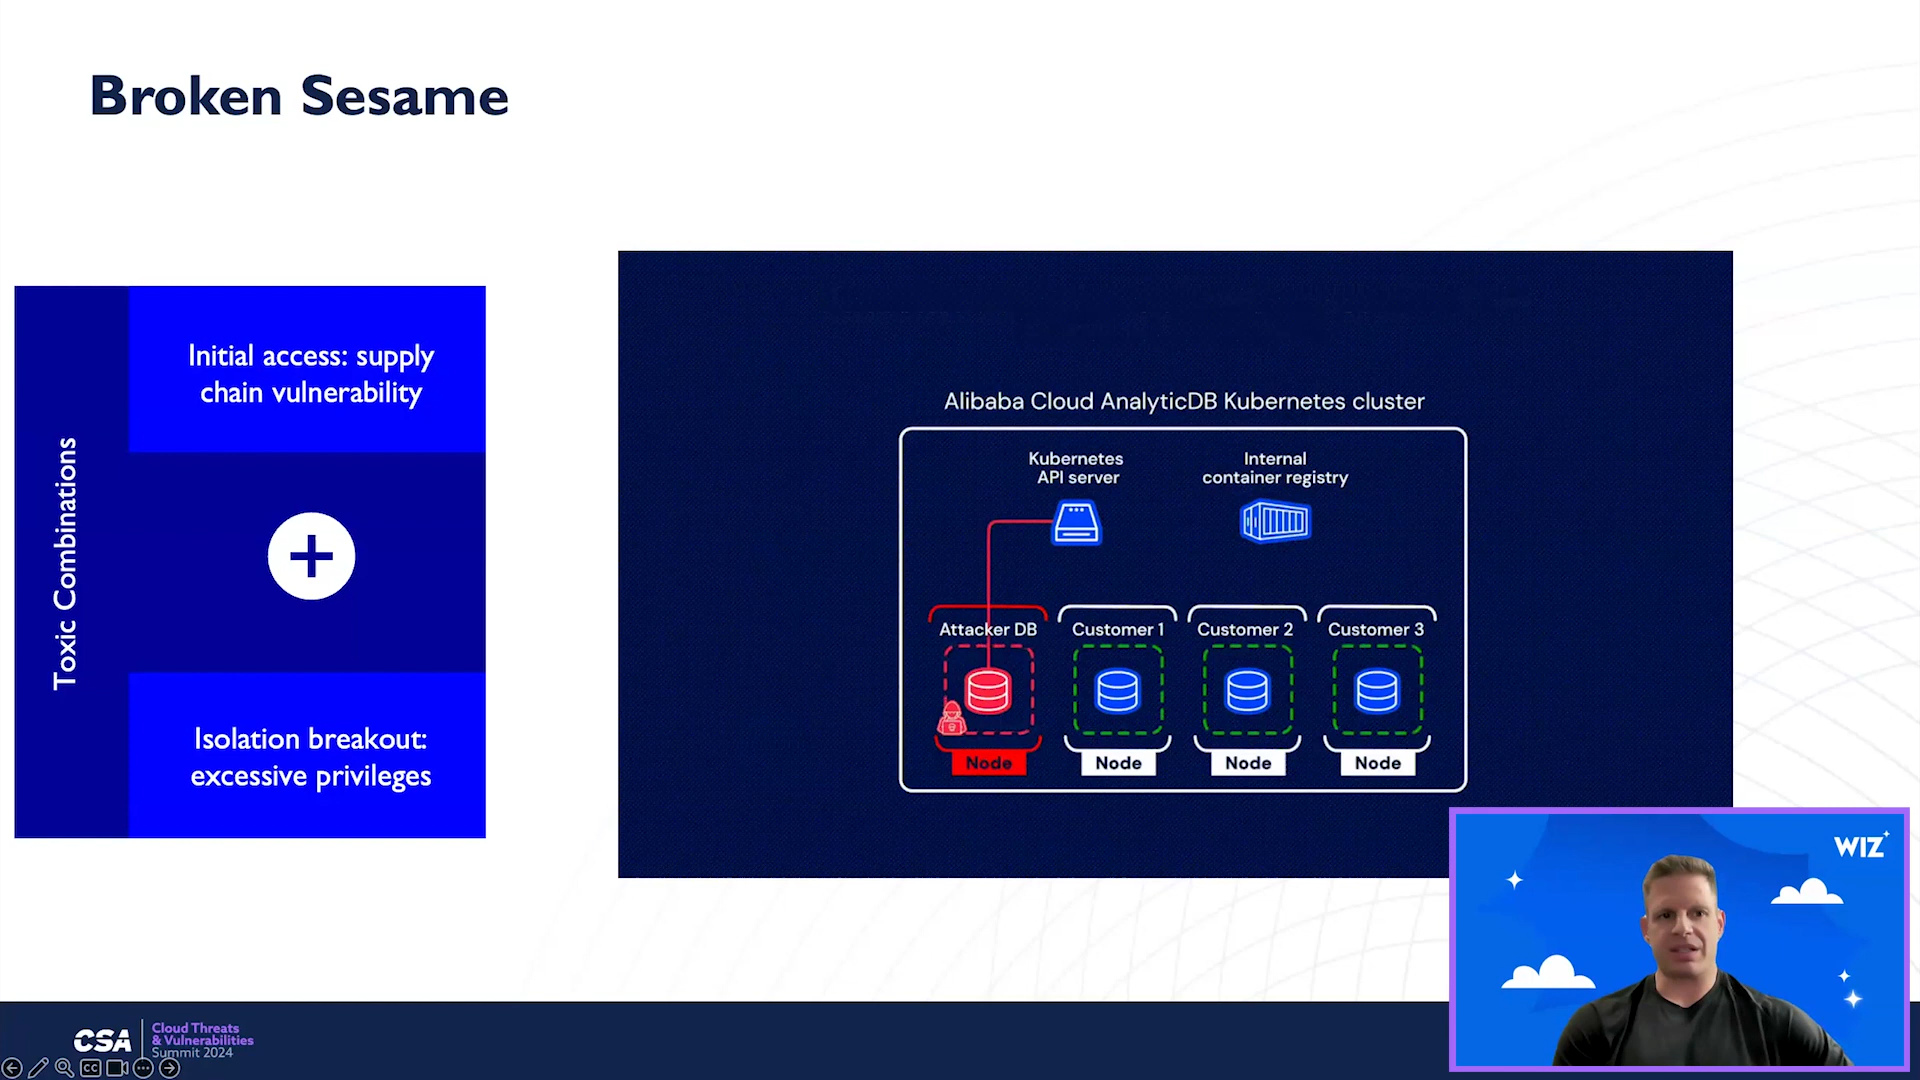 Broken Sesame
Toxic Combinations
Initial access: supply
chain vulnerability
Isolation breakout:
excessive privileges
Alibaba Cloud AnalyticDB Kubernetes cluster
Kubernetes
API server
Internal
container registry
Attacker DB
Customer 1
Customer 2
Customer 3
Node
Node
Node
Node
WIZ
CSA
Cloud Threats
& Vulnerabilities
Summit 2024
CC